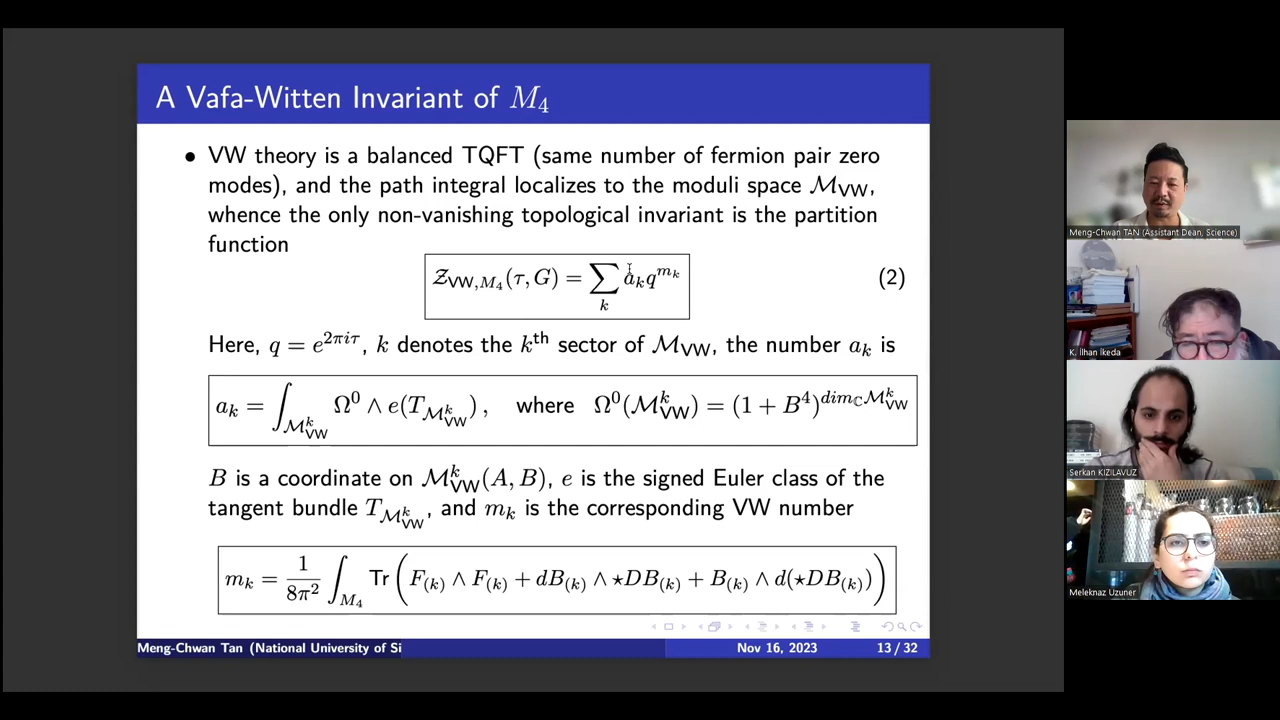 A Vafa-Witten Invariant of M₄
• VW theory is a balanced TQFT (same number of fermion pair zero
modes), and the path integral localizes to the moduli space ℳ_VW,
whence the only non-vanishing topological invariant is the partition
function
𝒵_{VW,M₄}(τ, G) = ∑_k a_k q^{m_k} (2)
Here, q = e^{2πiτ}, k denotes the k^{th} sector of ℳ_VW, the number a_k is
a_k = ∫_{ℳ^k_VW} Ω⁰ ∧ e(T_{ℳ^k_VW}) , where Ω⁰(ℳ^k_VW) = (1 + B⁴)^{dim_ℂ ℳ^k_VW}
B is a coordinate on ℳ^k_VW(A, B), e is the signed Euler class of the
tangent bundle T_{ℳ^k_VW}, and m_k is the corresponding VW number
m_k = 1/8π² ∫_{M₄} Tr ( F_(k) ∧ F_(k) + dB_(k) ∧ ⋆DB_(k) + B_(k) ∧ d(⋆DB_(k)) )
Meng-Chwan Tan (National University of Si
Nov 16, 2023
13 / 32
Meng-Chwan TAN (Assistant Dean, Science)
K. İlhan İkeda
Serkan KIZILAVUZ
Meleknaz Uzuner